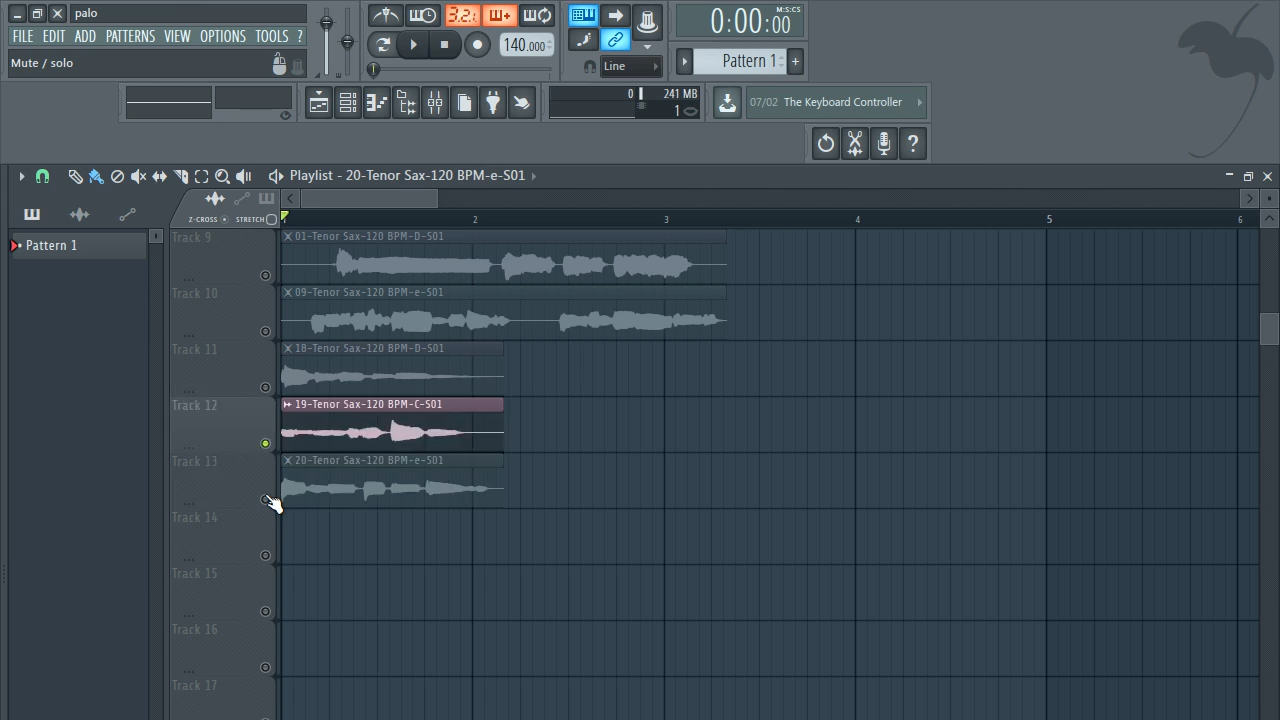 palo
FILE EDIT ADD PATTERNS VIEW OPTIONS TOOLS ?
Mute / solo
3.2.
140.000
Line
M:S:CS
0:00:00
Pattern 1
0
241 MB
1
07/02 The Keyboard Controller
?
Playlist - 20-Tenor Sax-120 BPM-e-S01
Z-CROSS
STRETCH
1 2 3 4 5 6
Pattern 1
Track 9
01-Tenor Sax-120 BPM-D-S01
Track 10
09-Tenor Sax-120 BPM-e-S01
Track 11
18-Tenor Sax-120 BPM-D-S01
Track 12
19-Tenor Sax-120 BPM-C-S01
Track 13
20-Tenor Sax-120 BPM-e-S01
Track 14
Track 15
Track 16
Track 17